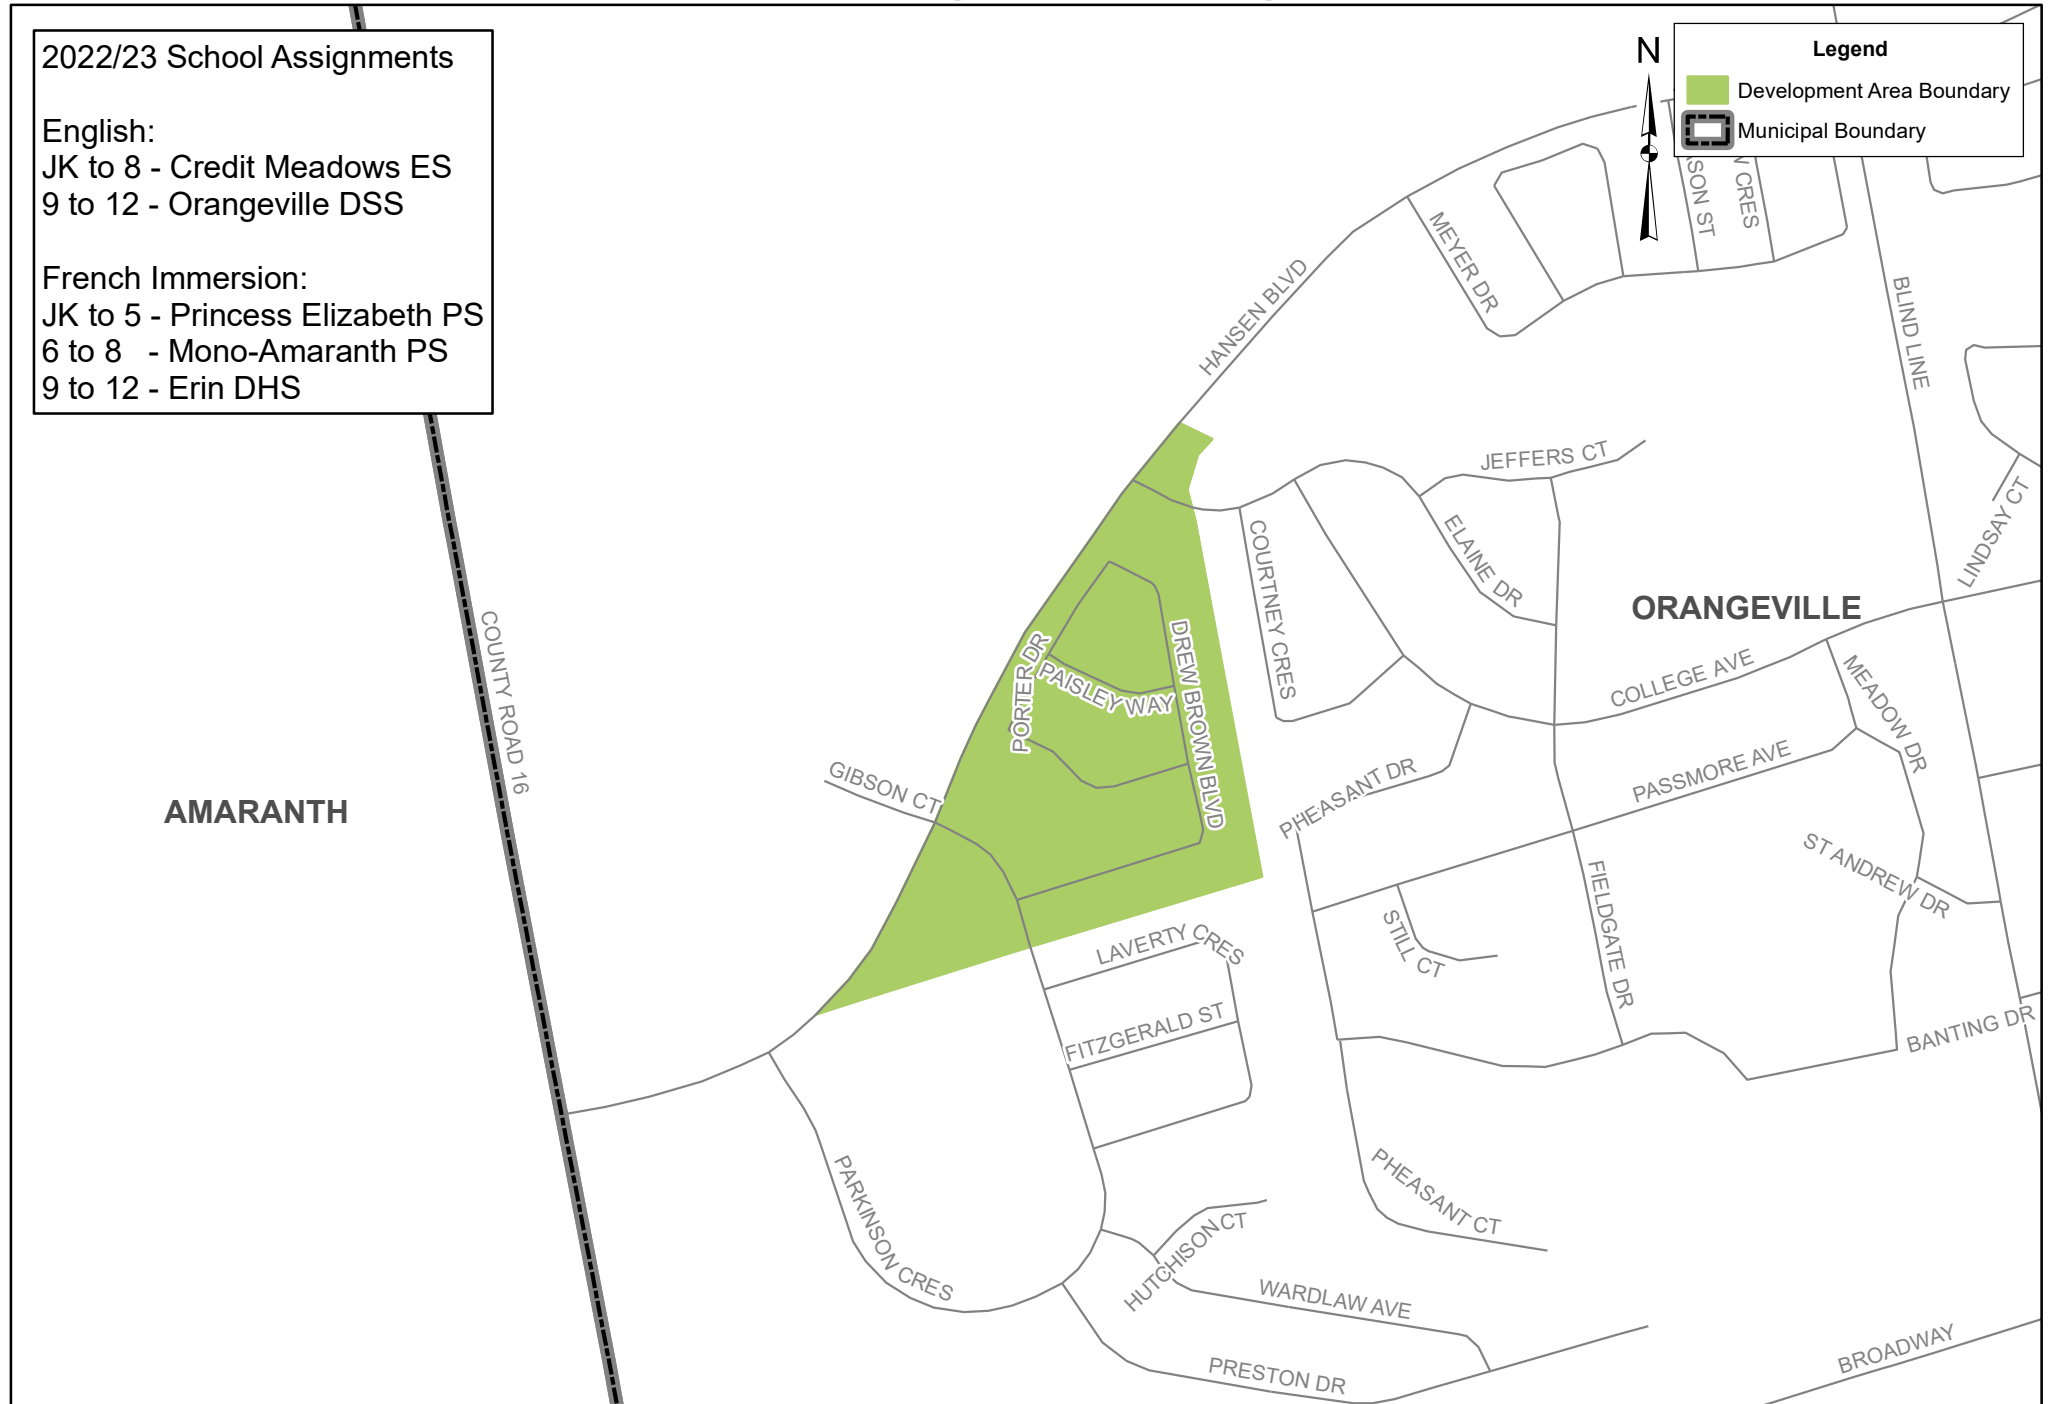 2022/23 School Assignments
English:
JK to 8 - Credit Meadows ES
9 to 12 - Orangeville DSS
French Immersion:
JK to 5 - Princess Elizabeth PS
6 to 8 - Mono-Amaranth PS
9 to 12 - Erin DHS
N
Legend
Development Area Boundary
Municipal Boundary
CRES
MEYER DR
HANSEN BLVD
BLIND LINE
JEFFERS CT
LINDSAY CT
ELAINE DR
COURTNEY CRES
ORANGEVILLE
COUNTY ROAD 16
PORTER DR
PAISLEY WAY
DREW BROWN BLVD
COLLEGE AVE
MEADOW DR
GIBSON CT
AMARANTH
PHEASANT DR
PASSMORE AVE
ST ANDREW DR
FIELDGATE DR
STILL CT
LAVERTY CRES
FITZGERALD ST
BANTING DR
PARKINSON CRES
PHEASANT CT
HUTCHISON CT
WARDLAW AVE
PRESTON DR
BROADWAY